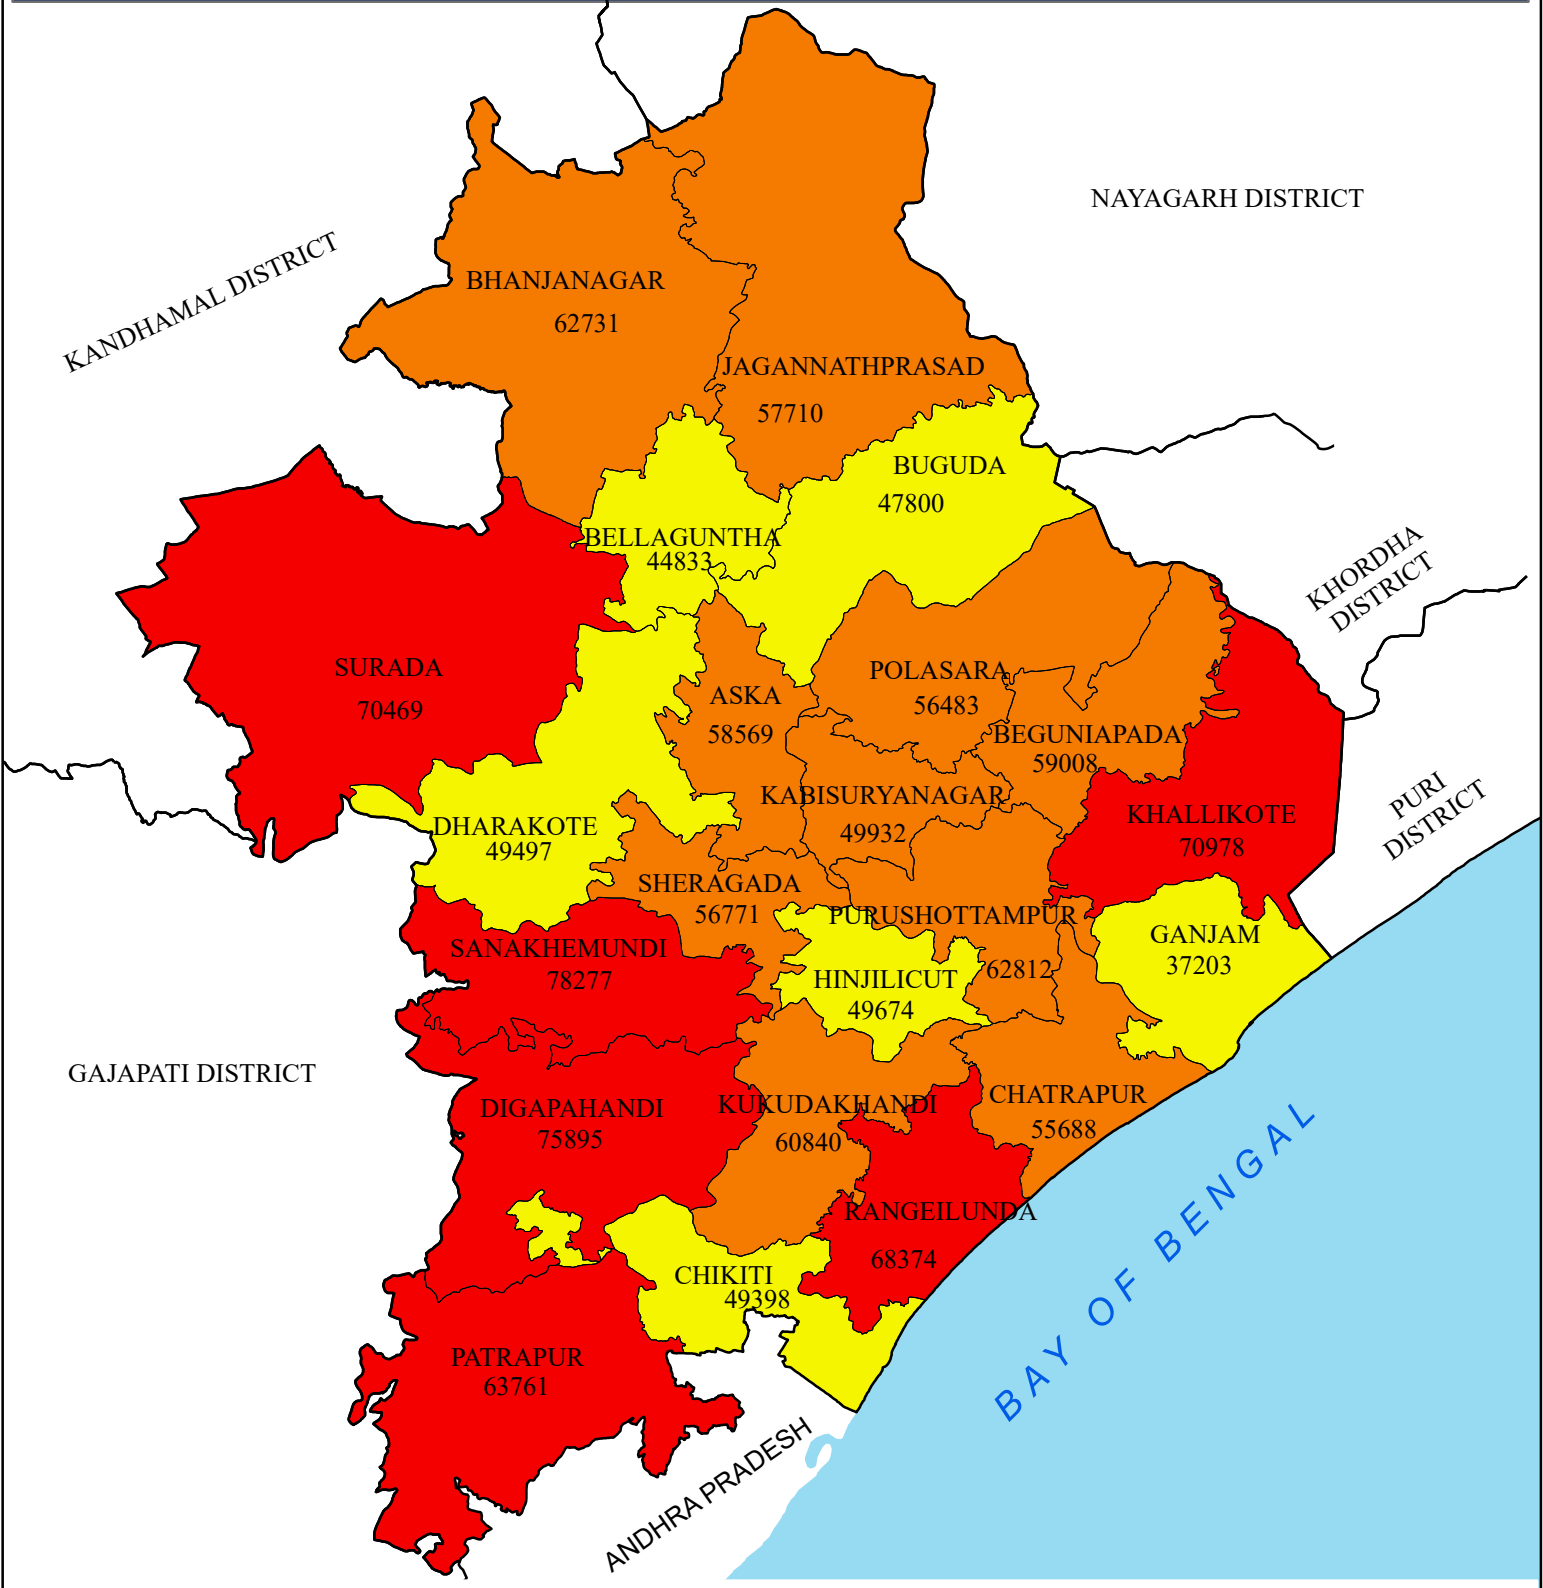 NAYAGARH DISTRICT
KANDHAMAL DISTRICT
BHANJANAGAR
62731
JAGANNATHPRASAD
57710
BUGUDA
47800
BELLAGUNTHA
44833
KHORDHA
DISTRICT
SURADA
70469
ASKA
58569
POLASARA
56483
BEGUNIAPADA
59008
KABISURYANAGAR
49932
KHALLIKOTE
70978
PURI
DISTRICT
DHARAKOTE
49497
SHERAGADA
56771
PURUSHOTTAMPUR
62812
GANJAM
37203
SANAKHEMUNDI
78277
HINJILICUT
49674
GAJAPATI DISTRICT
DIGAPAHANDI
75895
KUKUDAKHANDI
60840
CHATRAPUR
55688
RANGEILUNDA
68374
CHIKITI
49398
BAY OF BENGAL
PATRAPUR
63761
ANDHRA PRADESH